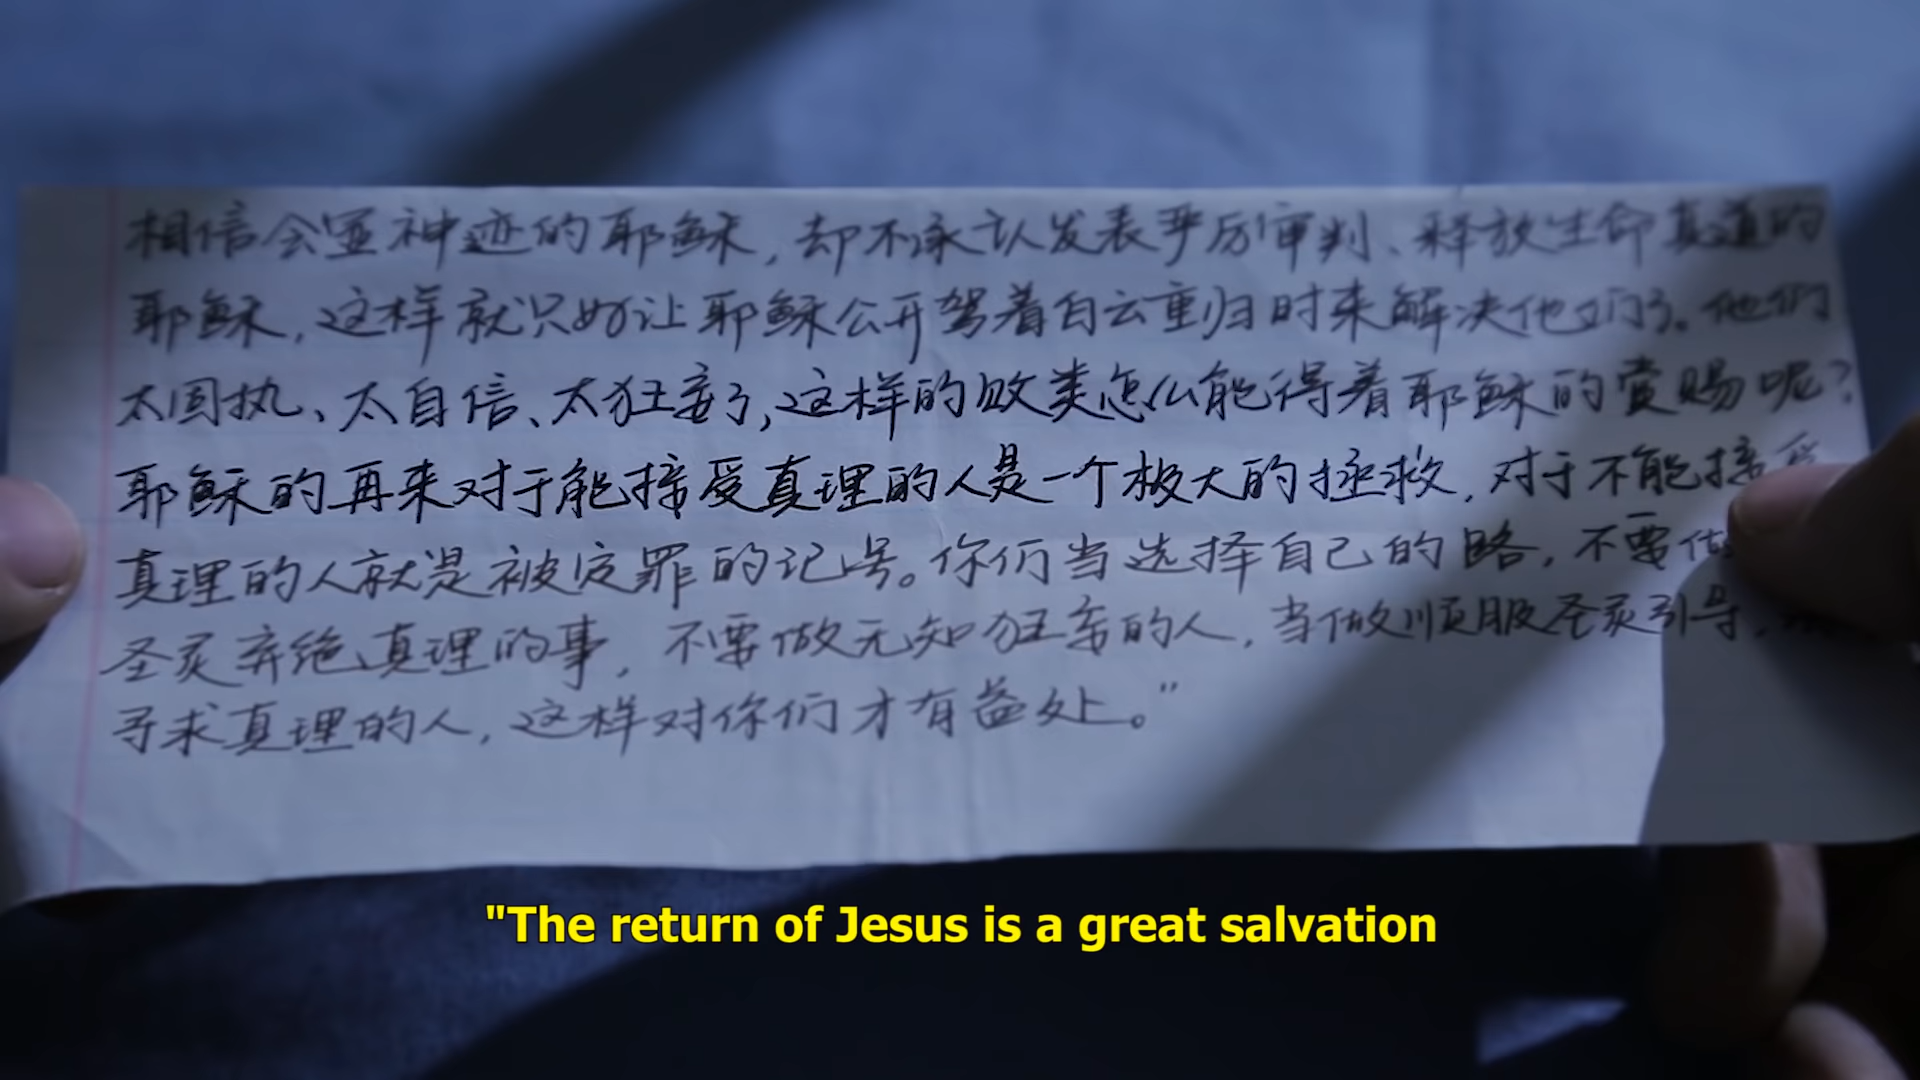 相信会显神迹的耶稣,却不承认发表严厉审判、释放生命真道的
耶稣,这样就只好让耶稣公开驾着白云重归时来解决他们了。他们
太固执、太自信、太狂妄了,这样的败类怎么能得着耶稣的赏赐呢?
耶稣的再来对于能接受真理的人是一个极大的拯救,对于不能接受
真理的人就是被定罪的记号。你们当选择自己的路,不要做
圣灵弃绝真理的事,不要做无知狂妄的人,当做顺服圣灵引导,
寻求真理的人,这样对你们才有益处。”
"The return of Jesus is a great salvation